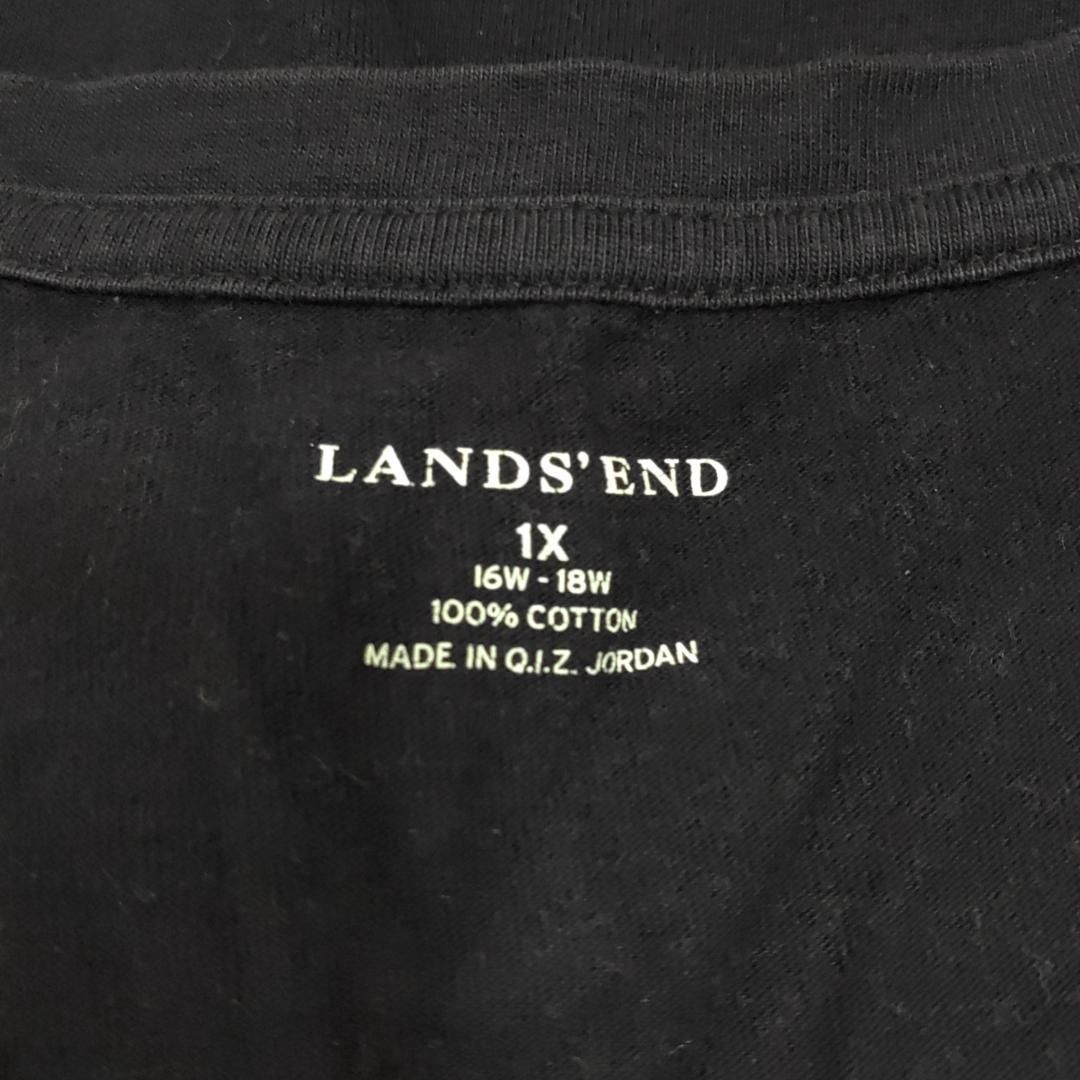 LANDS' END
1X
16W - 18W
100% COTTON
MADE IN Q.I.Z. JORDAN